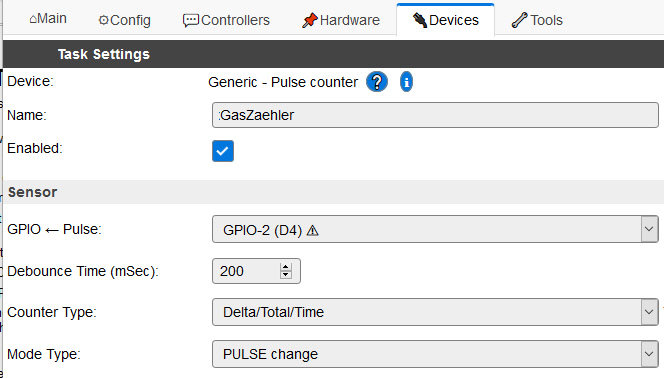 Main Config Controllers Hardware Devices Tools
Task Settings
Device: Generic - Pulse counter ? i
Name: :GasZaehler
Enabled:
Sensor
GPIO ← Pulse: GPIO-2 (D4) ⚠
Debounce Time (mSec): 200
Counter Type: Delta/Total/Time
Mode Type: PULSE change